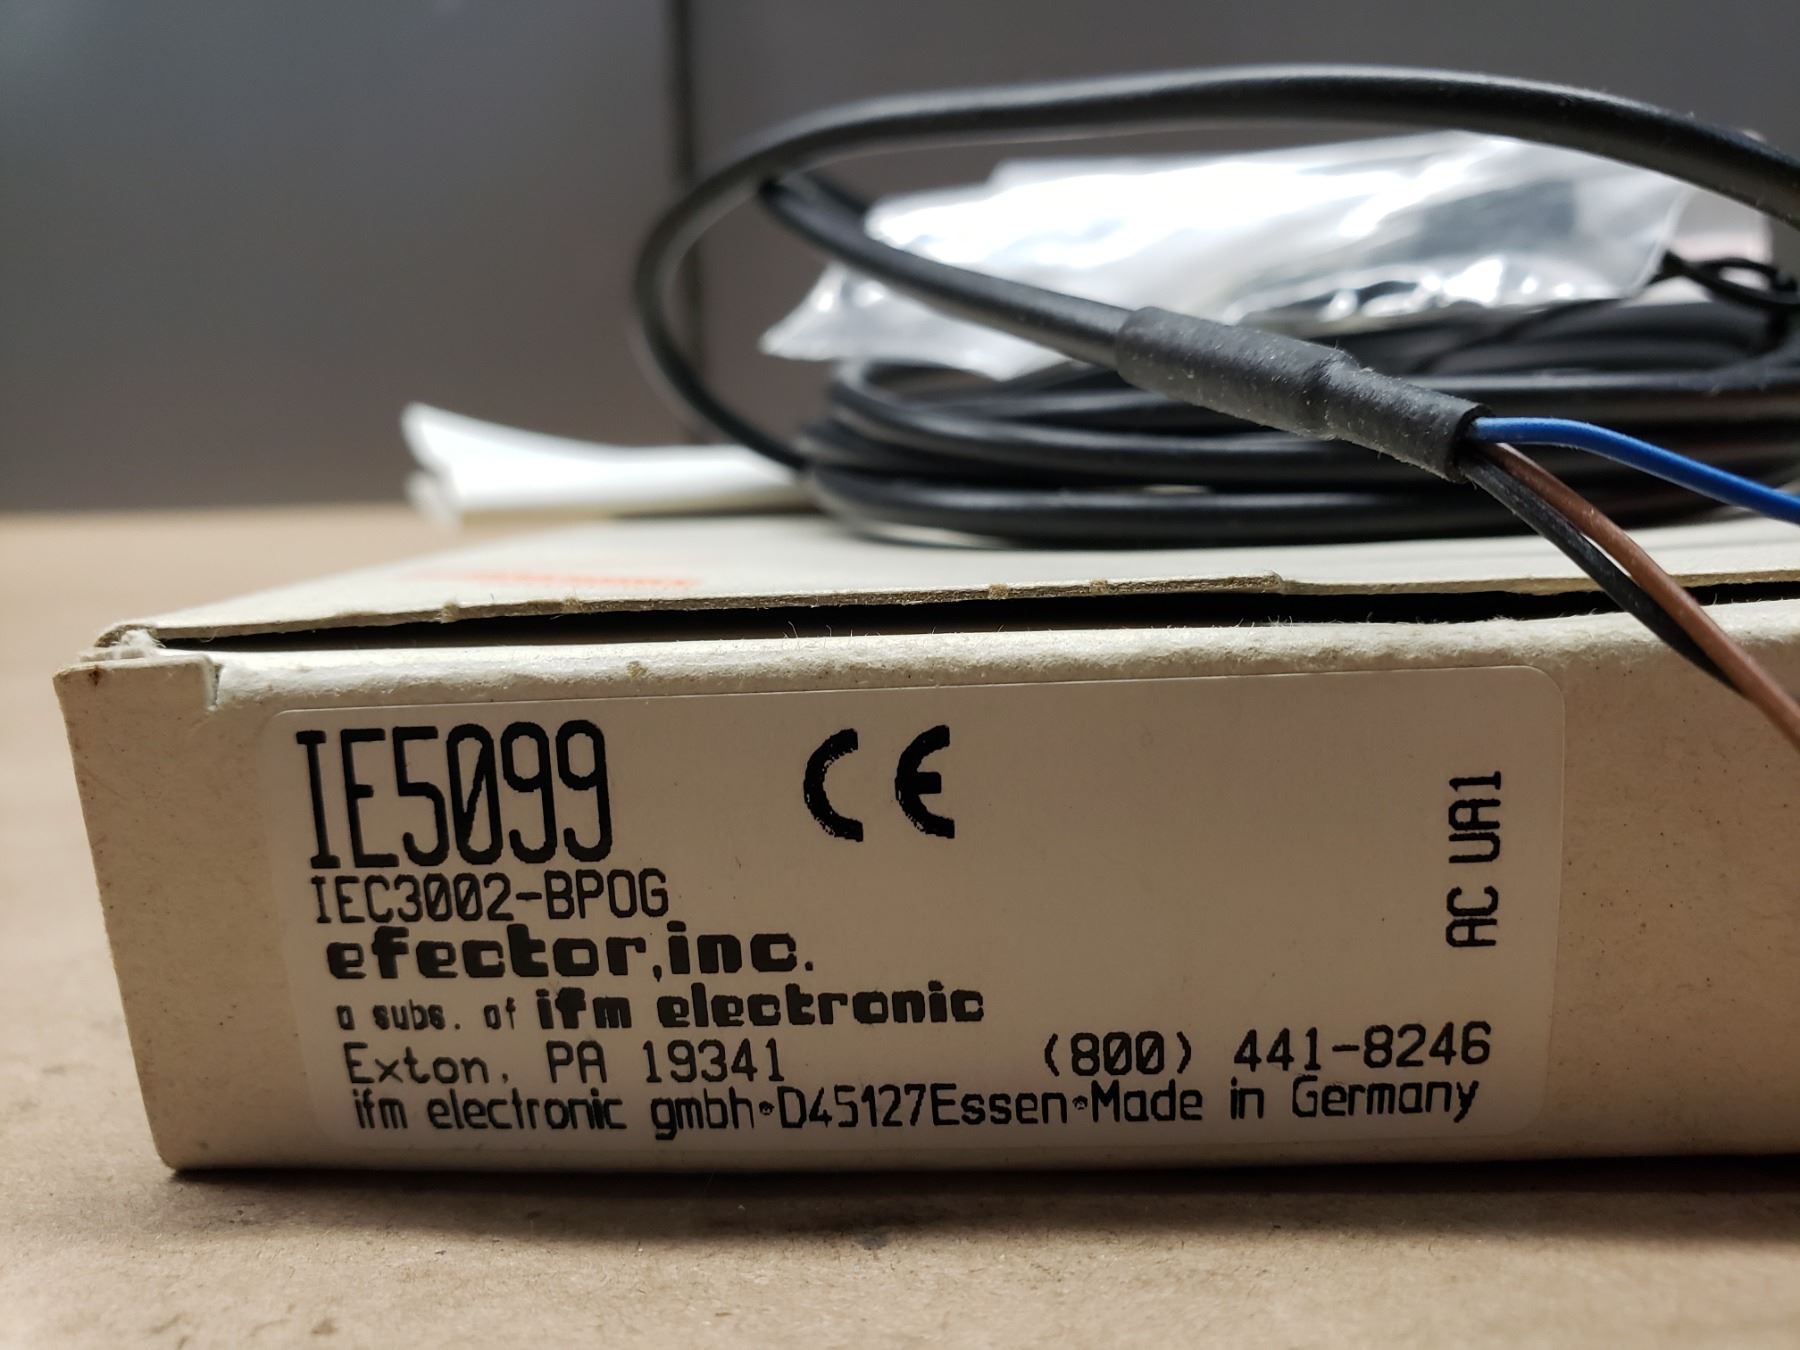 IE5099
CE
IEC3002-BPOG
efector,inc.
a subs. of ifm electronic
Exton, PA 19341 (800) 441-8246
ifm electronic gmbh•D45127Essen•Made in Germany
AC UA1